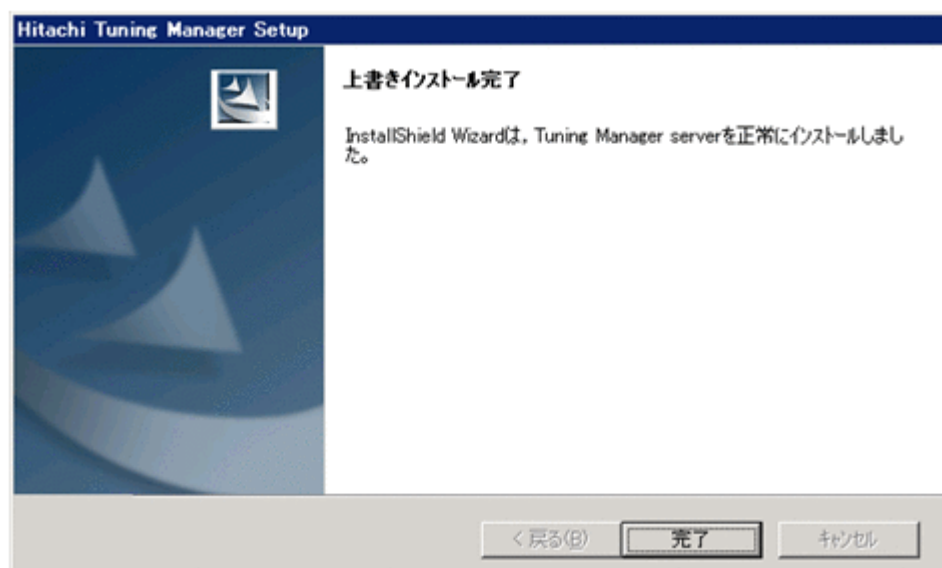 Hitachi Tuning Manager Setup
上書きインストール完了
InstallShield Wizardは, Tuning Manager serverを正常にインストールしまし
た。
< 戻る(B)
完了
キャンセル